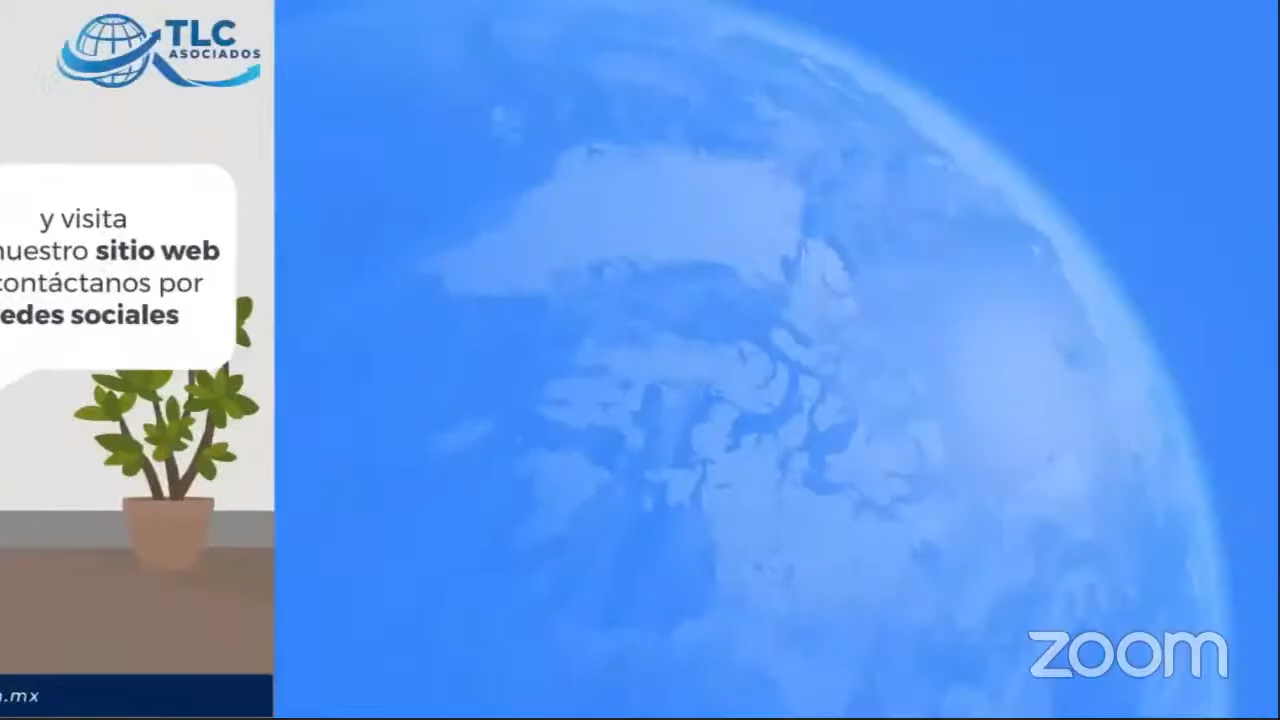 TLC
ASOCIADOS
y visita
nuestro sitio web
contáctanos por
edes sociales
.mx
zoom